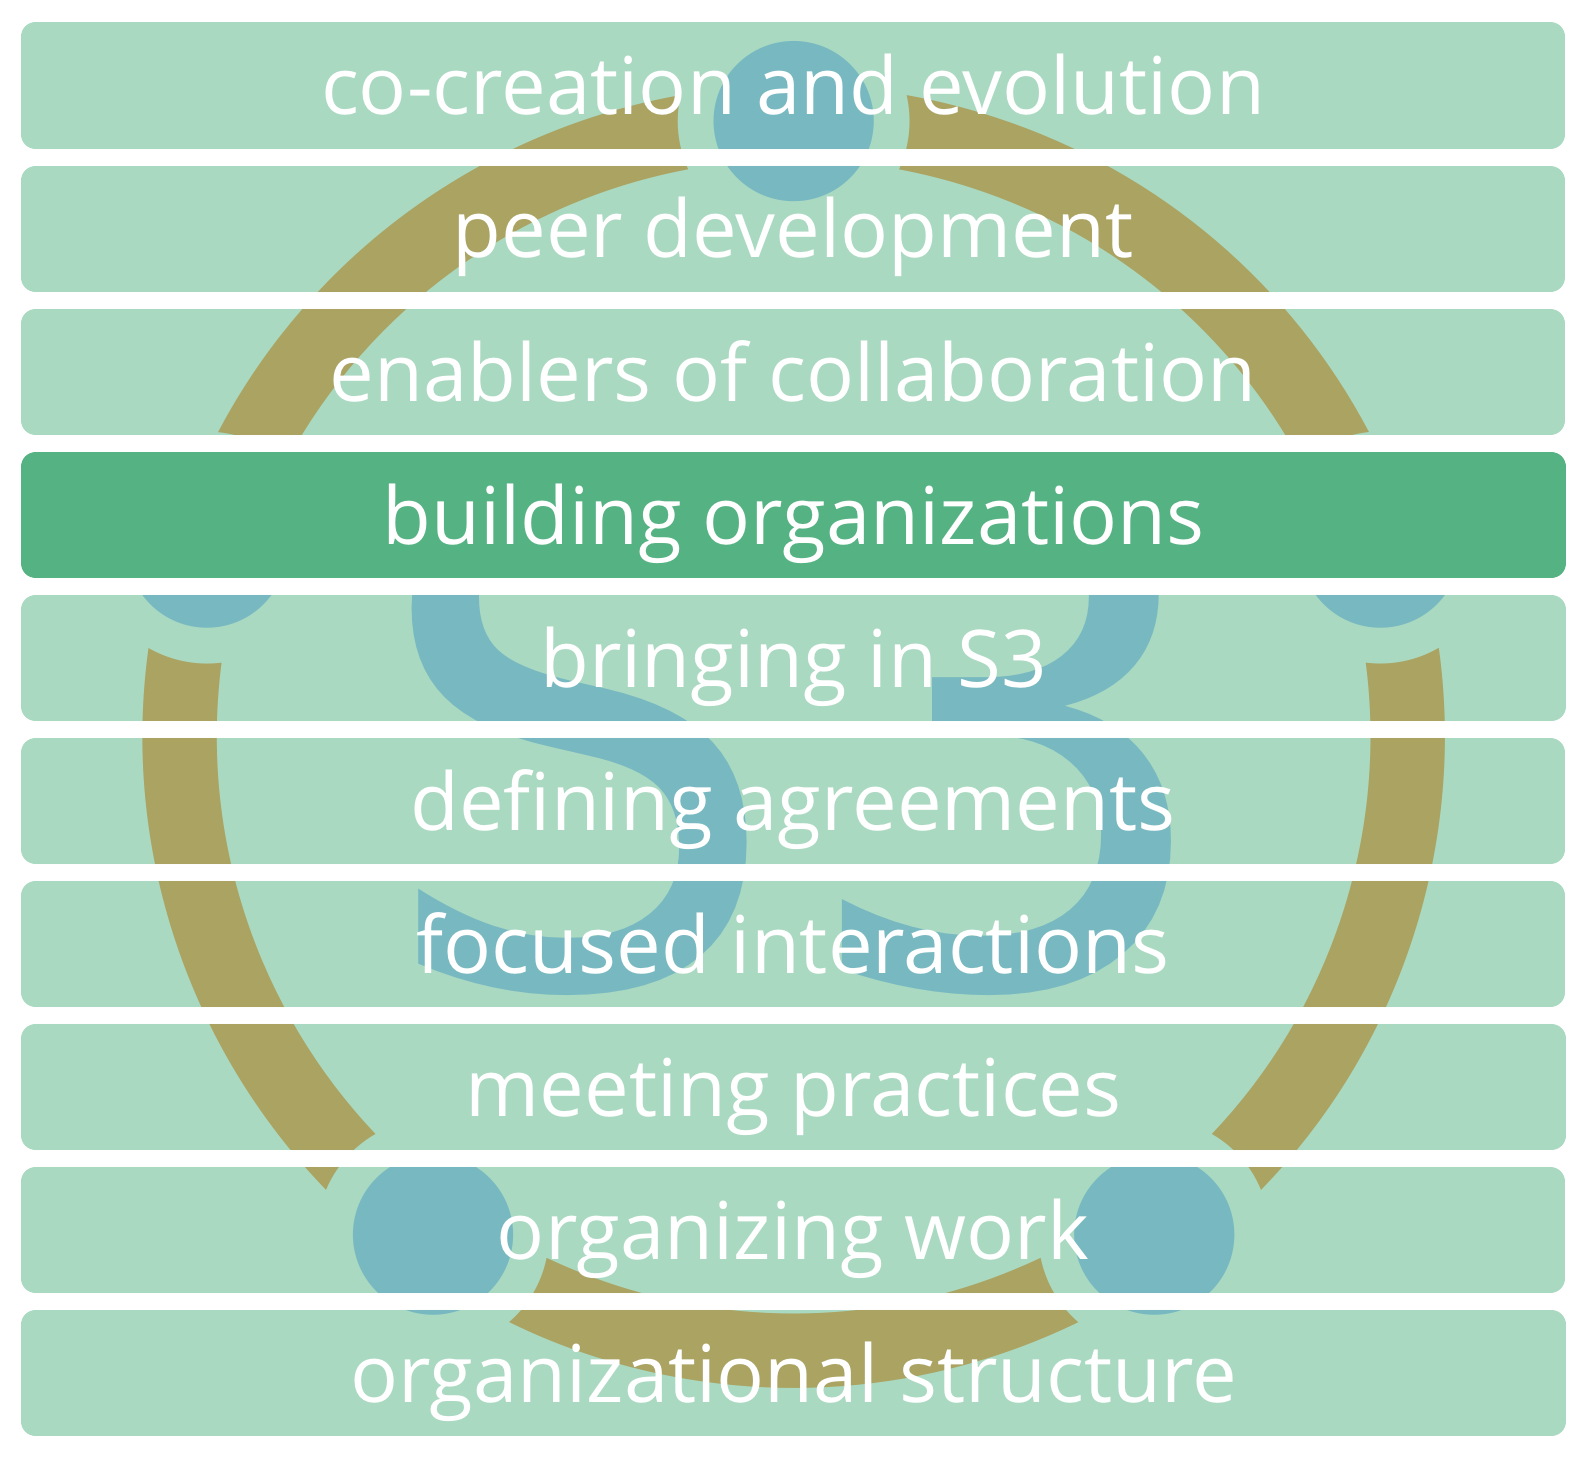 co-creation and evolution
peer development
enablers of collaboration
building organizations
bringing in S3
defining agreements
focused interactions
meeting practices
organizing work
organizational structure
S3